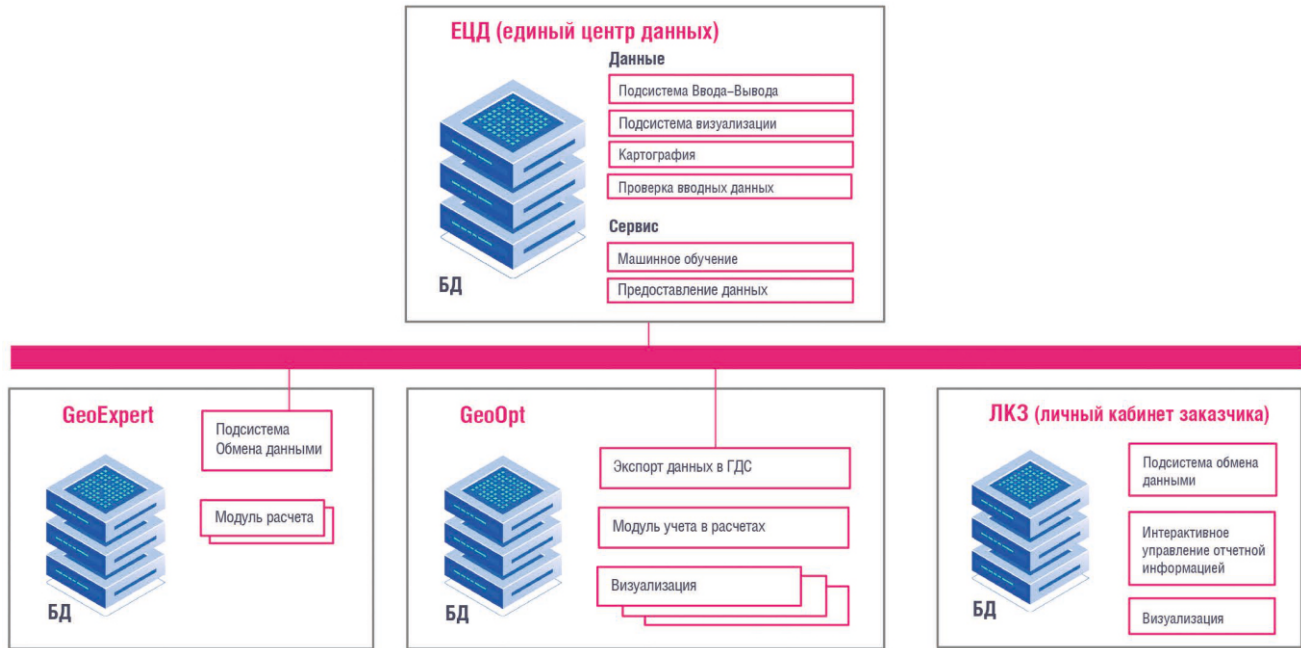 ЕЦД (единый центр данных)
Данные
Подсистема Ввода–Вывода
Подсистема визуализации
Картография
Проверка вводных данных
Сервис
Машинное обучение
Предоставление данных
БД
GeoExpert
Подсистема
Обмена данными
Модуль расчета
БД
GeoOpt
Экспорт данных в ГДС
Модуль учета в расчетах
Визуализация
БД
ЛКЗ (личный кабинет заказчика)
Подсистема обмена
данными
Интерактивное
управление отчетной
информацией
Визуализация
БД